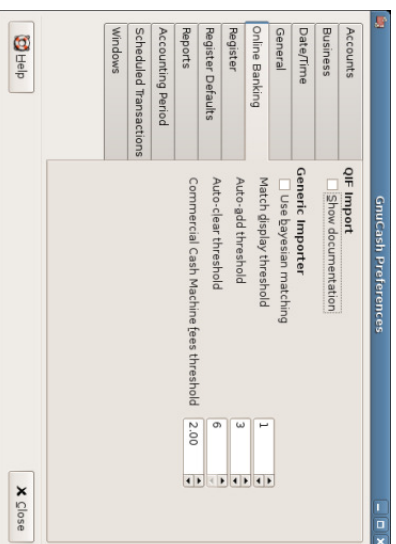 GnuCash Preferences
Accounts
Business
Date/Time
General
Online Banking
Register
Register Defaults
Reports
Accounting Period
Scheduled Transactions
Windows
QIF Import
Show documentation
Generic Importer
Use bayesian matching
Match display threshold
1
Auto-add threshold
3
Auto-clear threshold
6
Commercial Cash Machine fees threshold
2.00
Help
Close